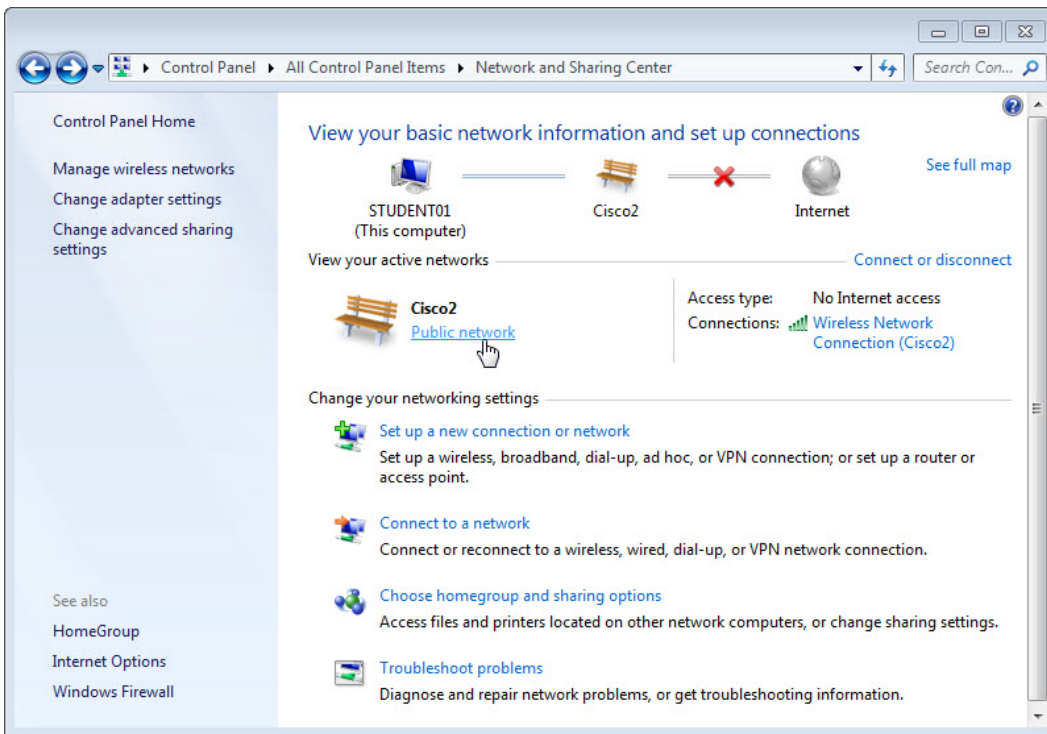 Control Panel ▸ All Control Panel Items ▸ Network and Sharing Center
Search Con...
Control Panel Home
Manage wireless networks
Change adapter settings
Change advanced sharing
settings
See also
HomeGroup
Internet Options
Windows Firewall
View your basic network information and set up connections
See full map
STUDENT01
(This computer)
Cisco2
Internet
View your active networks
Connect or disconnect
Cisco2
Public network
Access type: No Internet access
Connections: Wireless Network
Connection (Cisco2)
Change your networking settings
Set up a new connection or network
Set up a wireless, broadband, dial-up, ad hoc, or VPN connection; or set up a router or
access point.
Connect to a network
Connect or reconnect to a wireless, wired, dial-up, or VPN network connection.
Choose homegroup and sharing options
Access files and printers located on other network computers, or change sharing settings.
Troubleshoot problems
Diagnose and repair network problems, or get troubleshooting information.